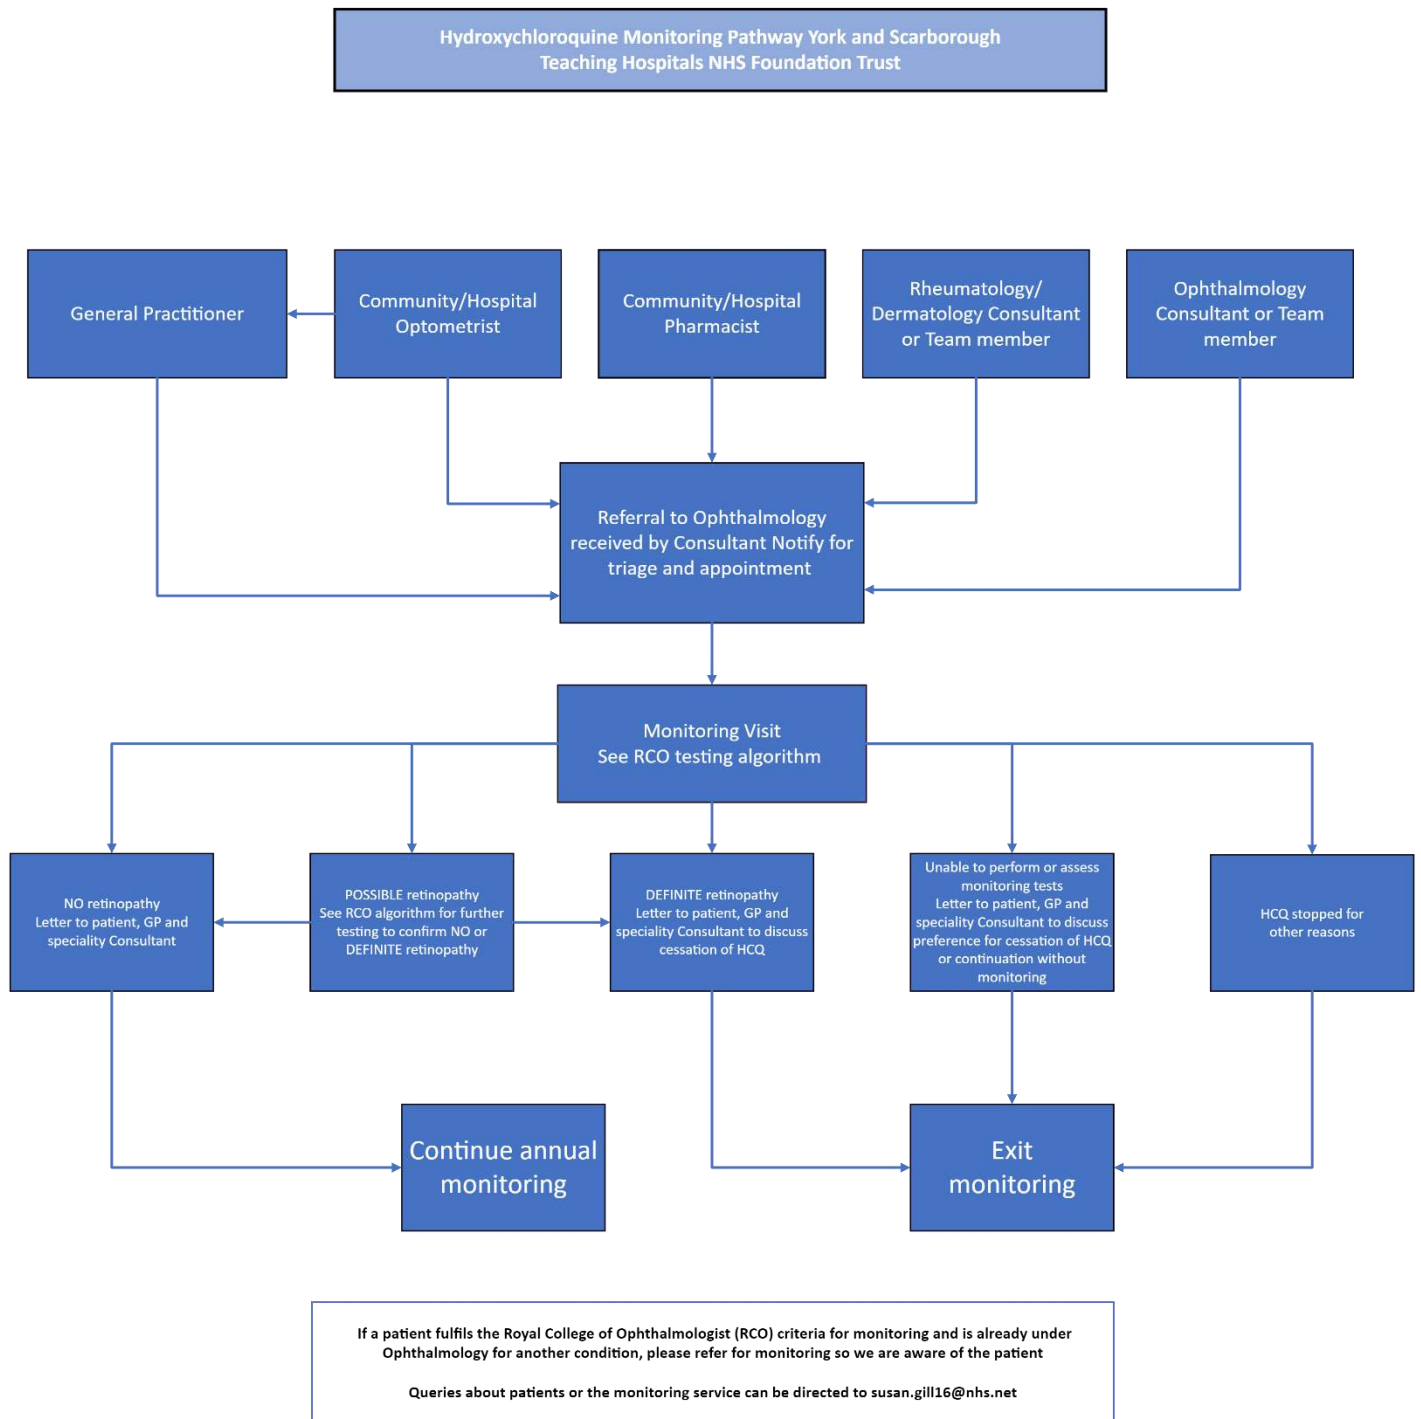 Hydroxychloroquine Monitoring Pathway York and Scarborough
Teaching Hospitals NHS Foundation Trust
General Practitioner
Community/Hospital
Optometrist
Community/Hospital
Pharmacist
Rheumatology/
Dermatology Consultant
or Team member
Ophthalmology
Consultant or Team
member
Referral to Ophthalmology
received by Consultant Notify for
triage and appointment
Monitoring Visit
See RCO testing algorithm
NO retinopathy
Letter to patient, GP and
speciality Consultant
POSSIBLE retinopathy
See RCO algorithm for further
testing to confirm NO or
DEFINITE retinopathy
DEFINITE retinopathy
Letter to patient, GP and
speciality Consultant to discuss
cessation of HCQ
Unable to perform or assess
monitoring tests
Letter to patient, GP and
speciality Consultant to discuss
preference for cessation of HCQ
or continuation without
monitoring
HCQ stopped for
other reasons
Continue annual
monitoring
Exit
monitoring
If a patient fulfils the Royal College of Ophthalmologist (RCO) criteria for monitoring and is already under
Ophthalmology for another condition, please refer for monitoring so we are aware of the patient
Queries about patients or the monitoring service can be directed to susan.gill16@nhs.net